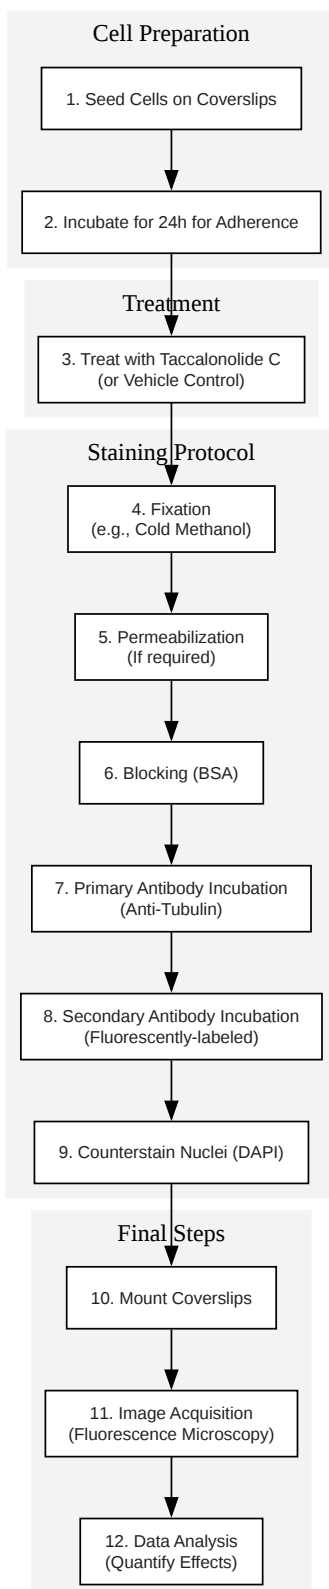 Cell Preparation
1. Seed Cells on Coverslips
2. Incubate for 24h for Adherence
Treatment
3. Treat with Taccalonolide C
(or Vehicle Control)
Staining Protocol
4. Fixation
(e.g., Cold Methanol)
5. Permeabilization
(If required)
6. Blocking (BSA)
7. Primary Antibody Incubation
(Anti-Tubulin)
8. Secondary Antibody Incubation
(Fluorescently-labeled)
9. Counterstain Nuclei (DAPI)
Final Steps
10. Mount Coverslips
11. Image Acquisition
(Fluorescence Microscopy)
12. Data Analysis
(Quantify Effects)